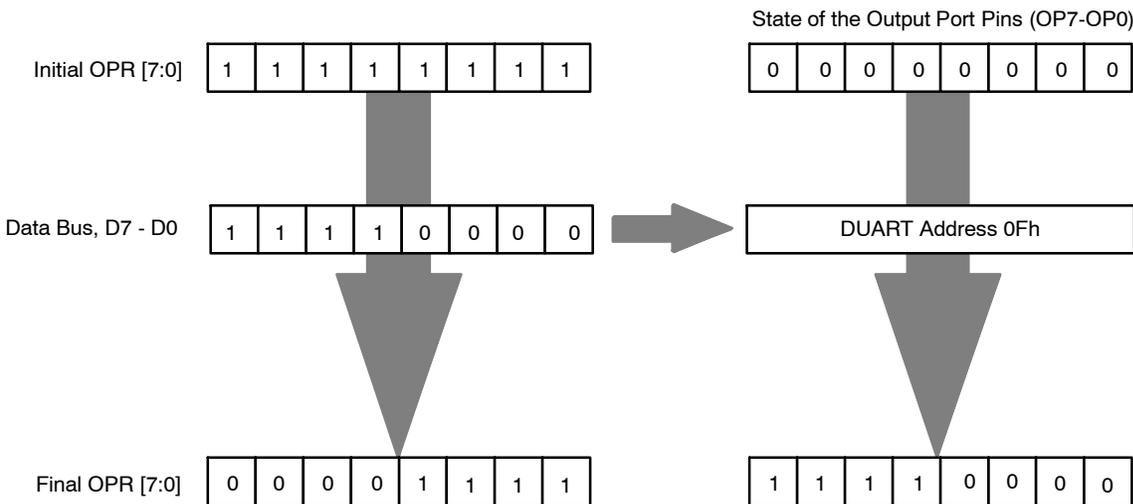 State of the Output Port Pins (OP7-OP0)
Initial OPR [7:0] 1 1 1 1 1 1 1 1 0 0 0 0 0 0 0 0
Data Bus, D7 - D0 1 1 1 1 0 0 0 0 DUART Address 0Fh
Final OPR [7:0] 0 0 0 0 1 1 1 1 1 1 1 1 0 0 0 0